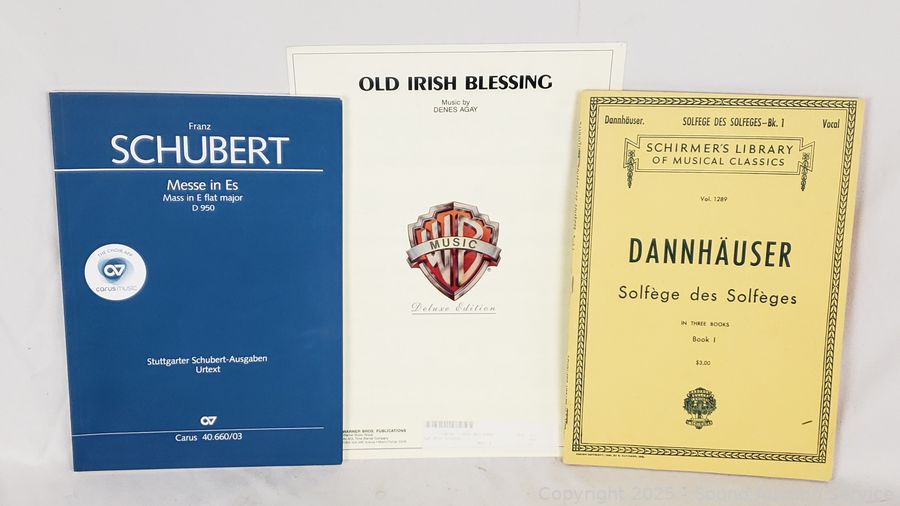 Franz
SCHUBERT
Messe in Es
Mass in E flat major
D 950
THE CHOIR APP
carus music
Stuttgarter Schubert-Ausgaben
Urtext
Carus 40.660/03
OLD IRISH BLESSING
Music by
DENES AGAY
WB
MUSIC
Deluxe Edition
WARNER BROS. PUBLICATIONS
Dannhäuser.
SOLFEGE DES SOLFEGES—Bk. 1
Vocal
SCHIRMER'S LIBRARY
OF MUSICAL CLASSICS
Vol. 1289
DANNHÄUSER
Solfège des Solfèges
IN THREE BOOKS
Book I
$3.00
Copyright 2025 - Sound Auction Service